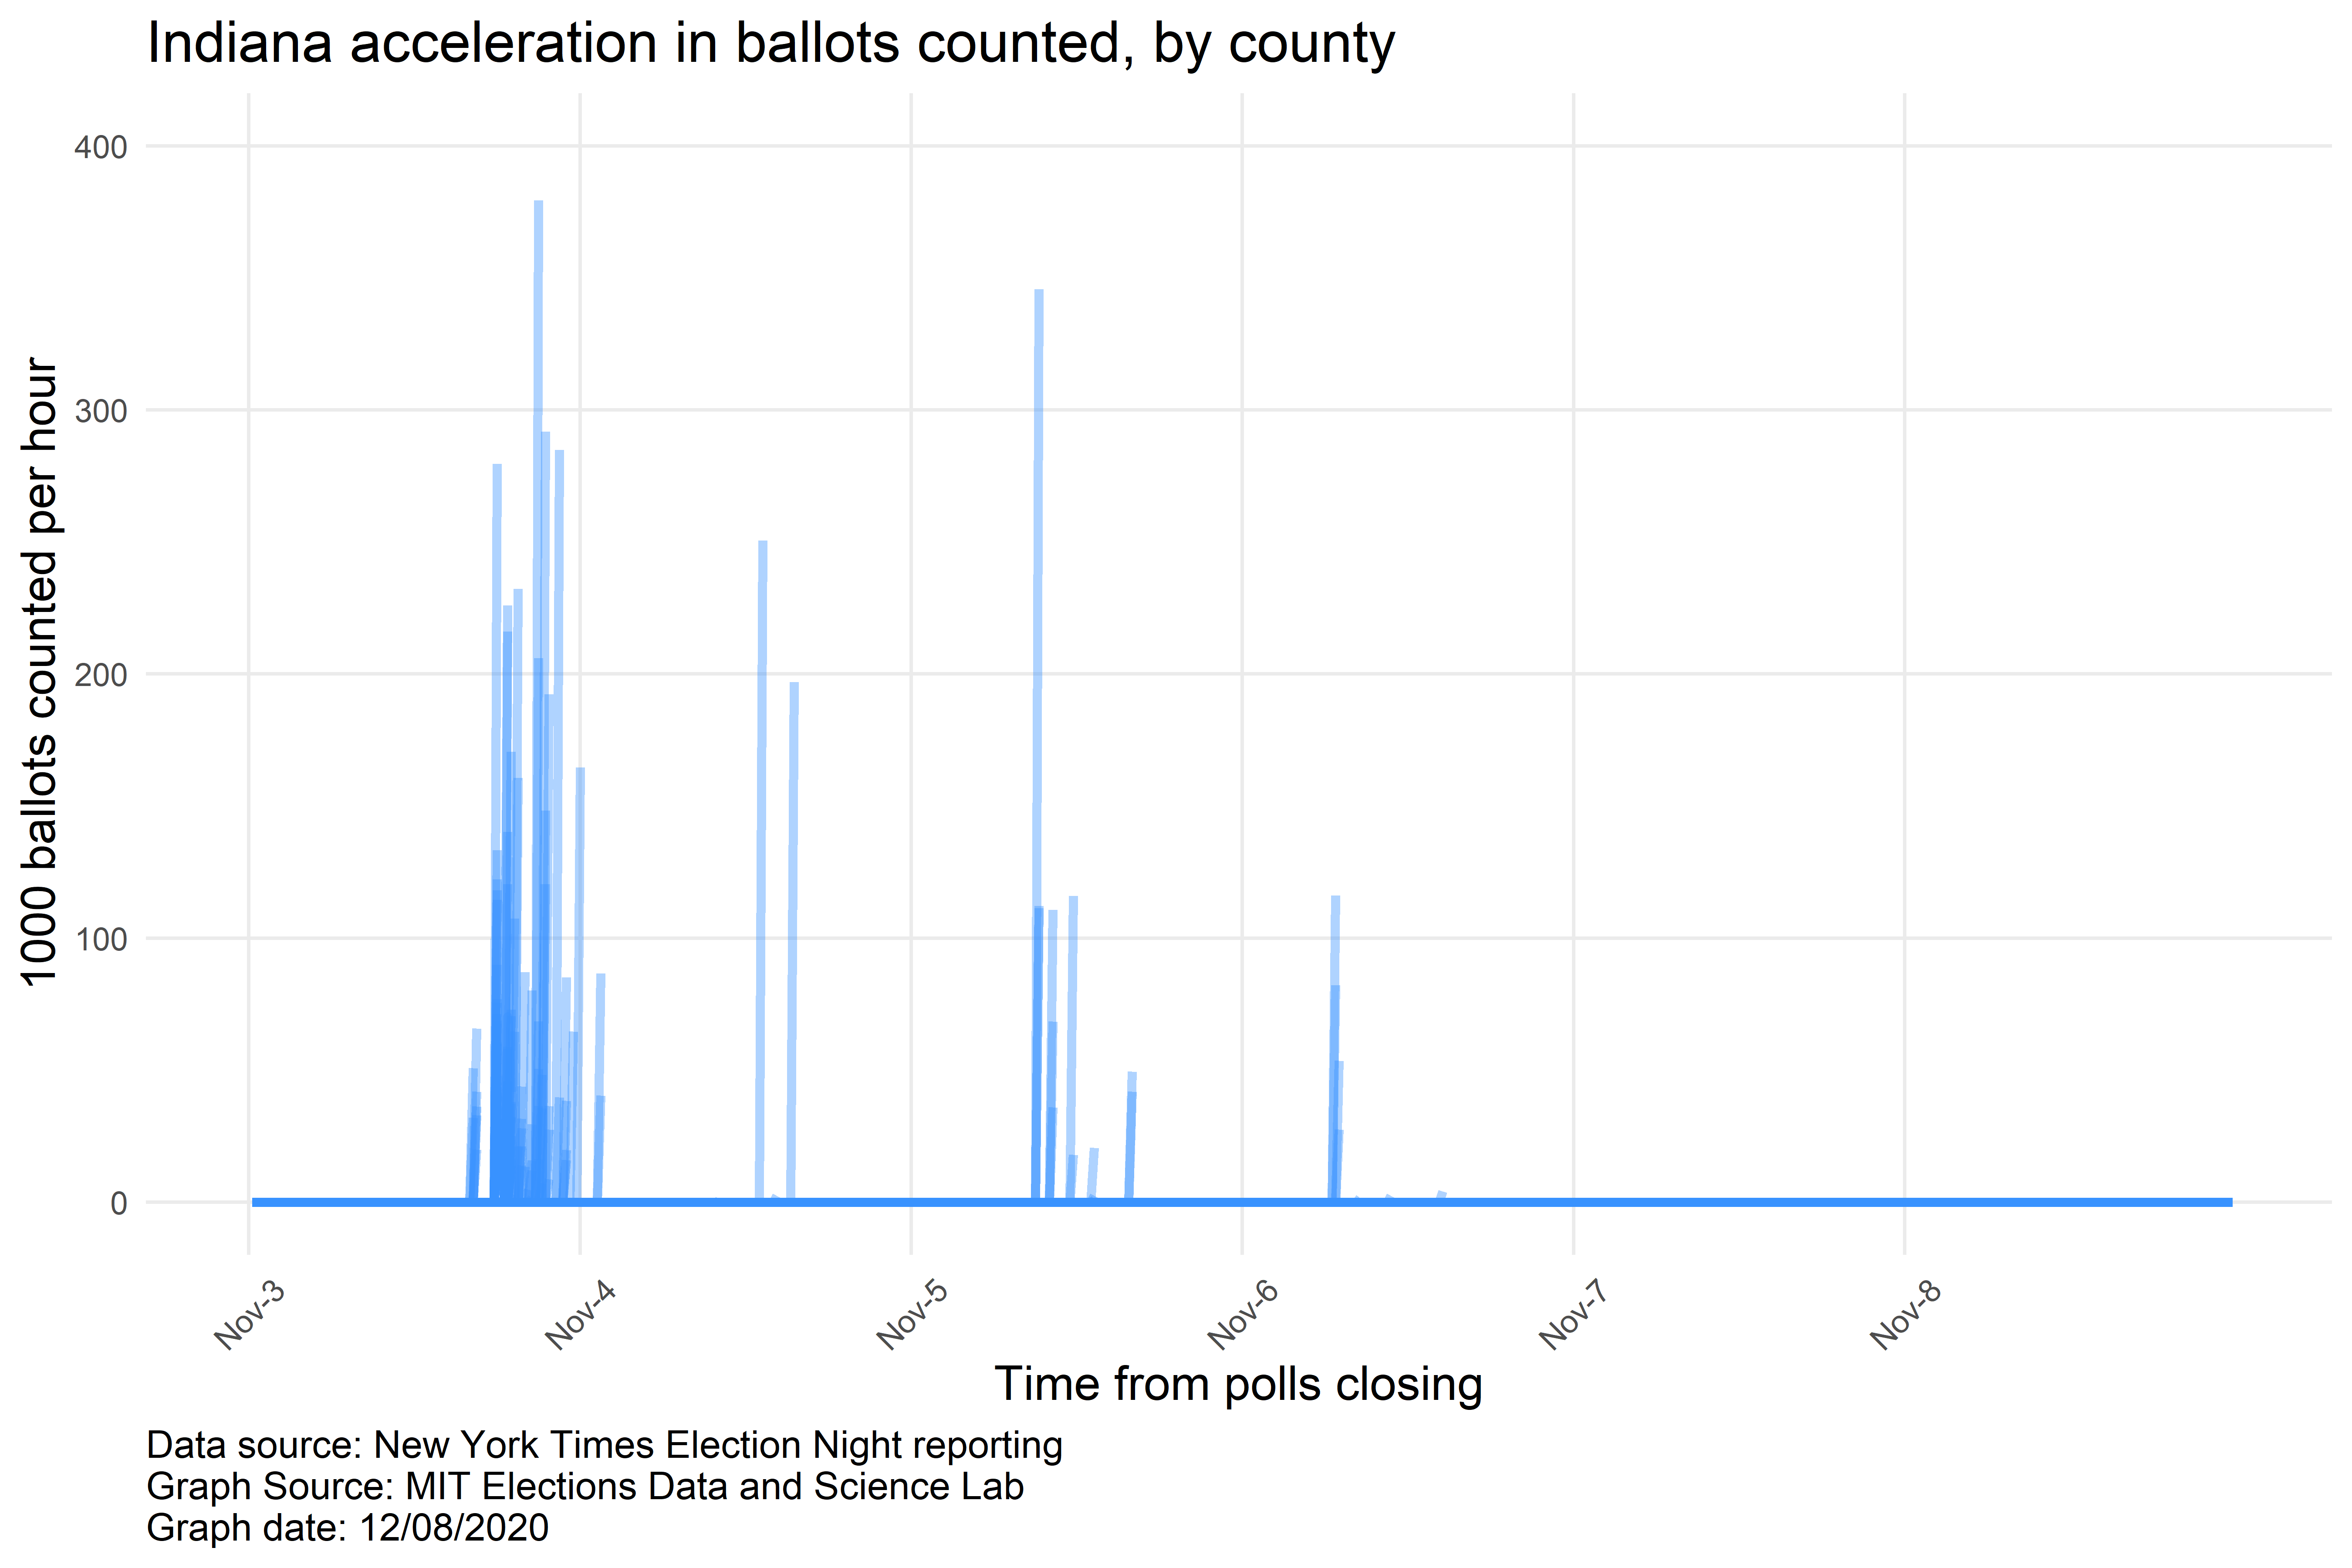 Indiana acceleration in ballots counted, by county
1000 ballots counted per hour
400
300
200
100
0
Nov-3
Nov-4
Nov-5
Nov-6
Nov-7
Nov-8
Time from polls closing
Data source: New York Times Election Night reporting
Graph Source: MIT Elections Data and Science Lab
Graph date: 12/08/2020